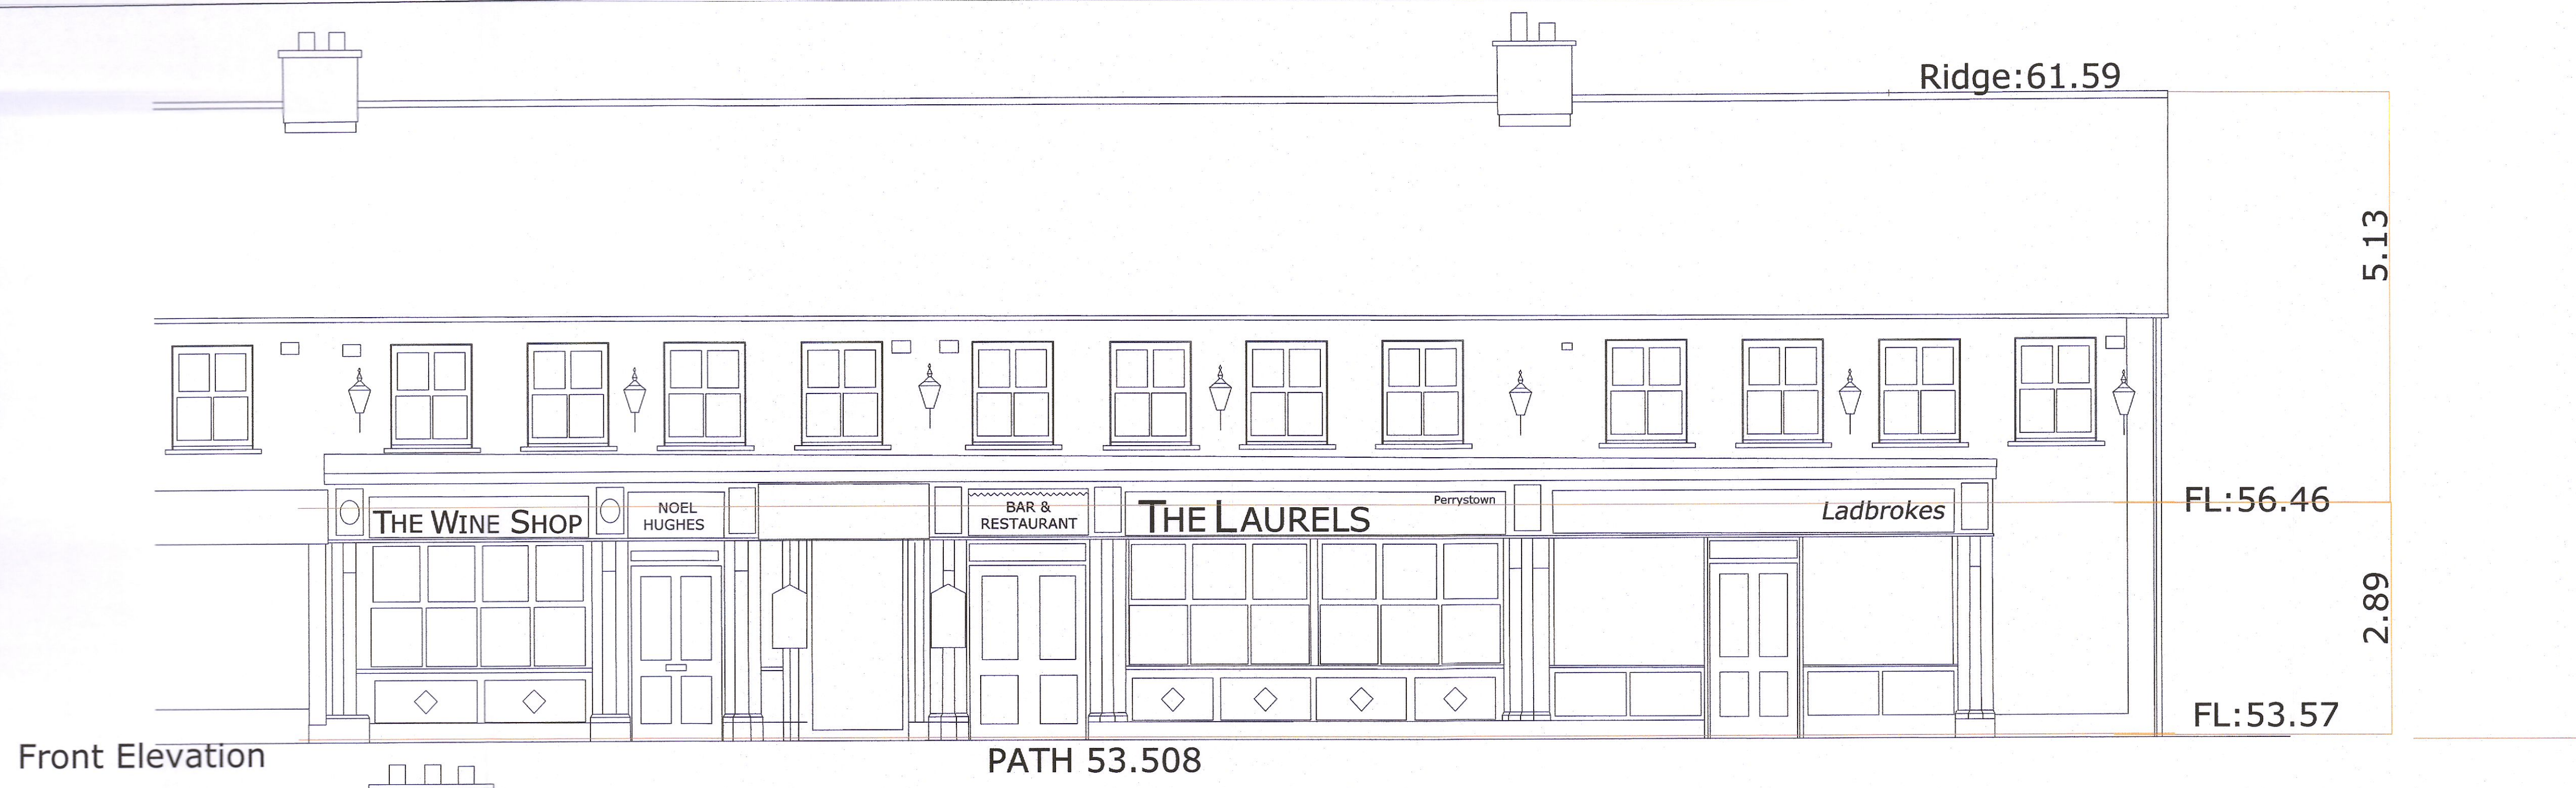 Ridge:61.59
5.13
FL:56.46
THE WINE SHOP
NOEL
HUGHES
BAR &
RESTAURANT
THE LAURELS
Perrystown
Ladbrokes
2.89
FL:53.57
Front Elevation
PATH 53.508